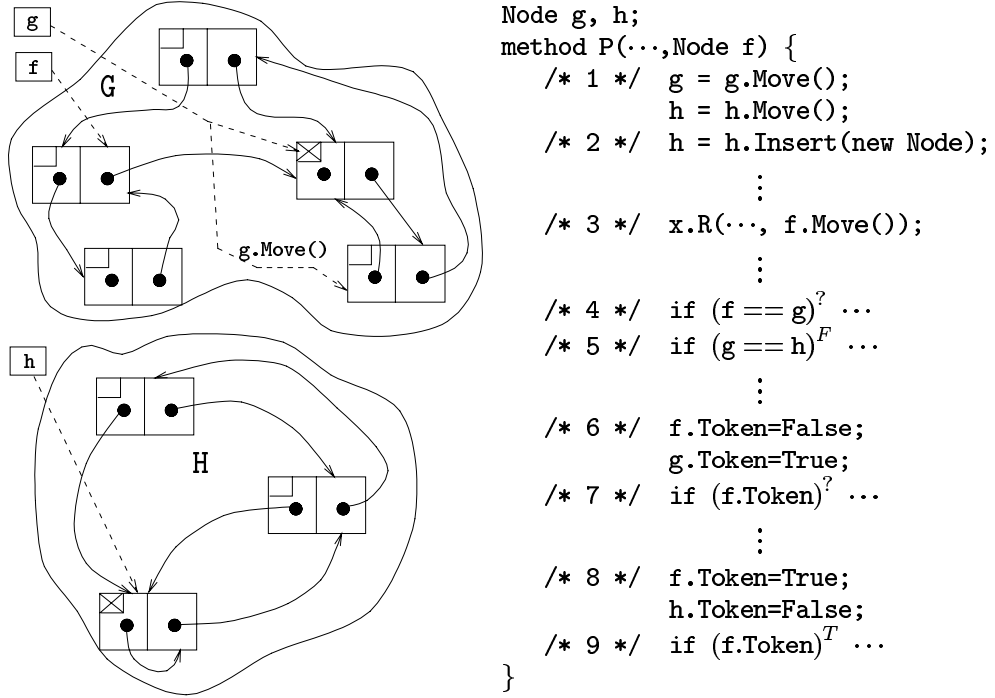 g
f
G
g.Move()
h
H
Node g, h;
method P(⋯,Node f) {
/* 1 */ g = g.Move();
h = h.Move();
/* 2 */ h = h.Insert(new Node);
⋮
/* 3 */ x.R(⋯, f.Move());
⋮
/* 4 */ if (f == g)^? ⋯
/* 5 */ if (g == h)^F ⋯
⋮
/* 6 */ f.Token=False;
g.Token=True;
/* 7 */ if (f.Token)^? ⋯
⋮
/* 8 */ f.Token=True;
h.Token=False;
/* 9 */ if (f.Token)^T ⋯
}